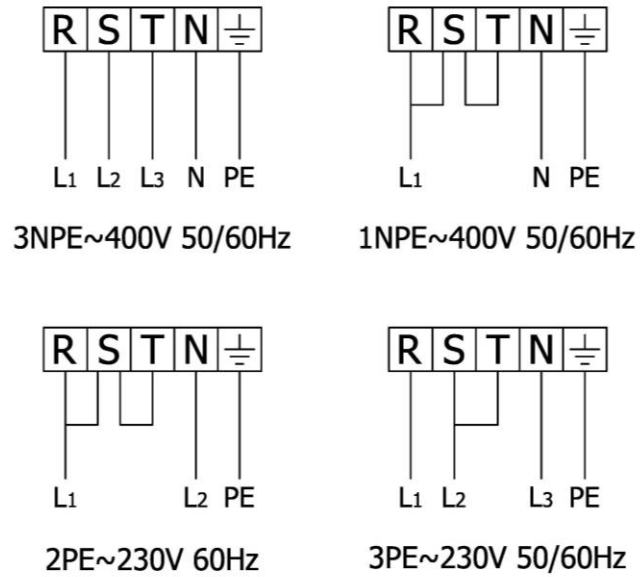 R S T N ⏚
L1 L2 L3 N PE
3NPE~400V 50/60Hz
R S T N ⏚
L1 N PE
1NPE~400V 50/60Hz
R S T N ⏚
L1 L2 PE
2PE~230V 60Hz
R S T N ⏚
L1 L2 L3 PE
3PE~230V 50/60Hz